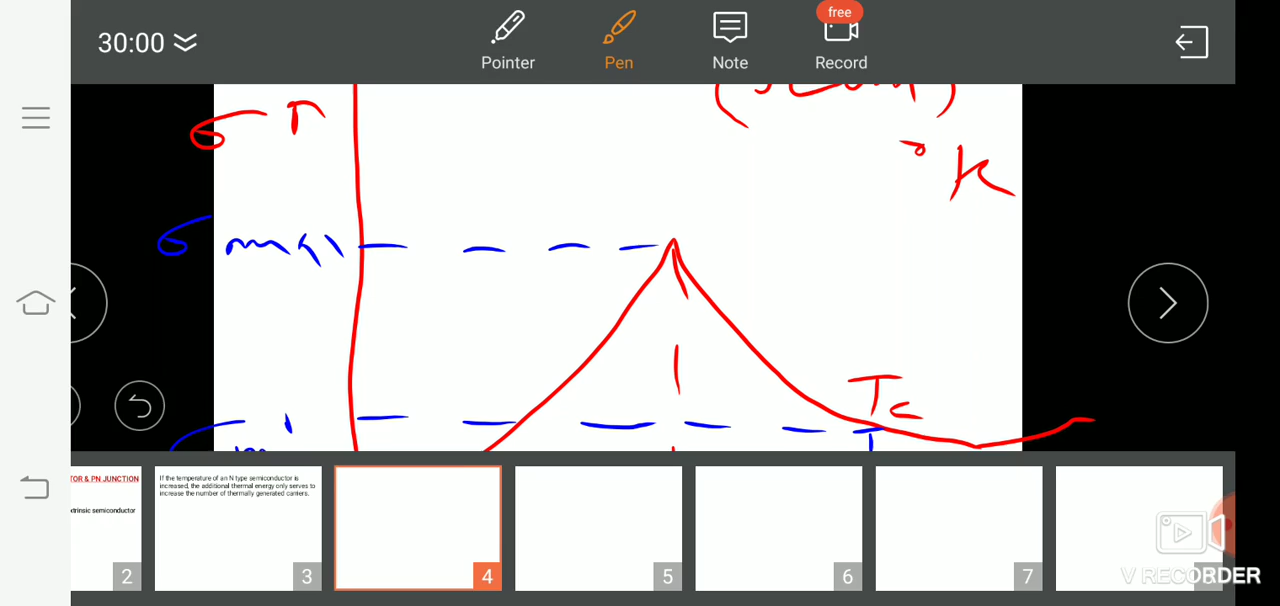 free
30:00
Pointer Pen Note Record
σ
° K
σ max
Tc
TOR & PN JUNCTION
xtrinsic semiconductor
2
If the temperature of an N type semiconductor is
increased, the additional thermal energy only serves to
increase the number of thermally generated carriers.
3
4
5
6
7
V RECORDER